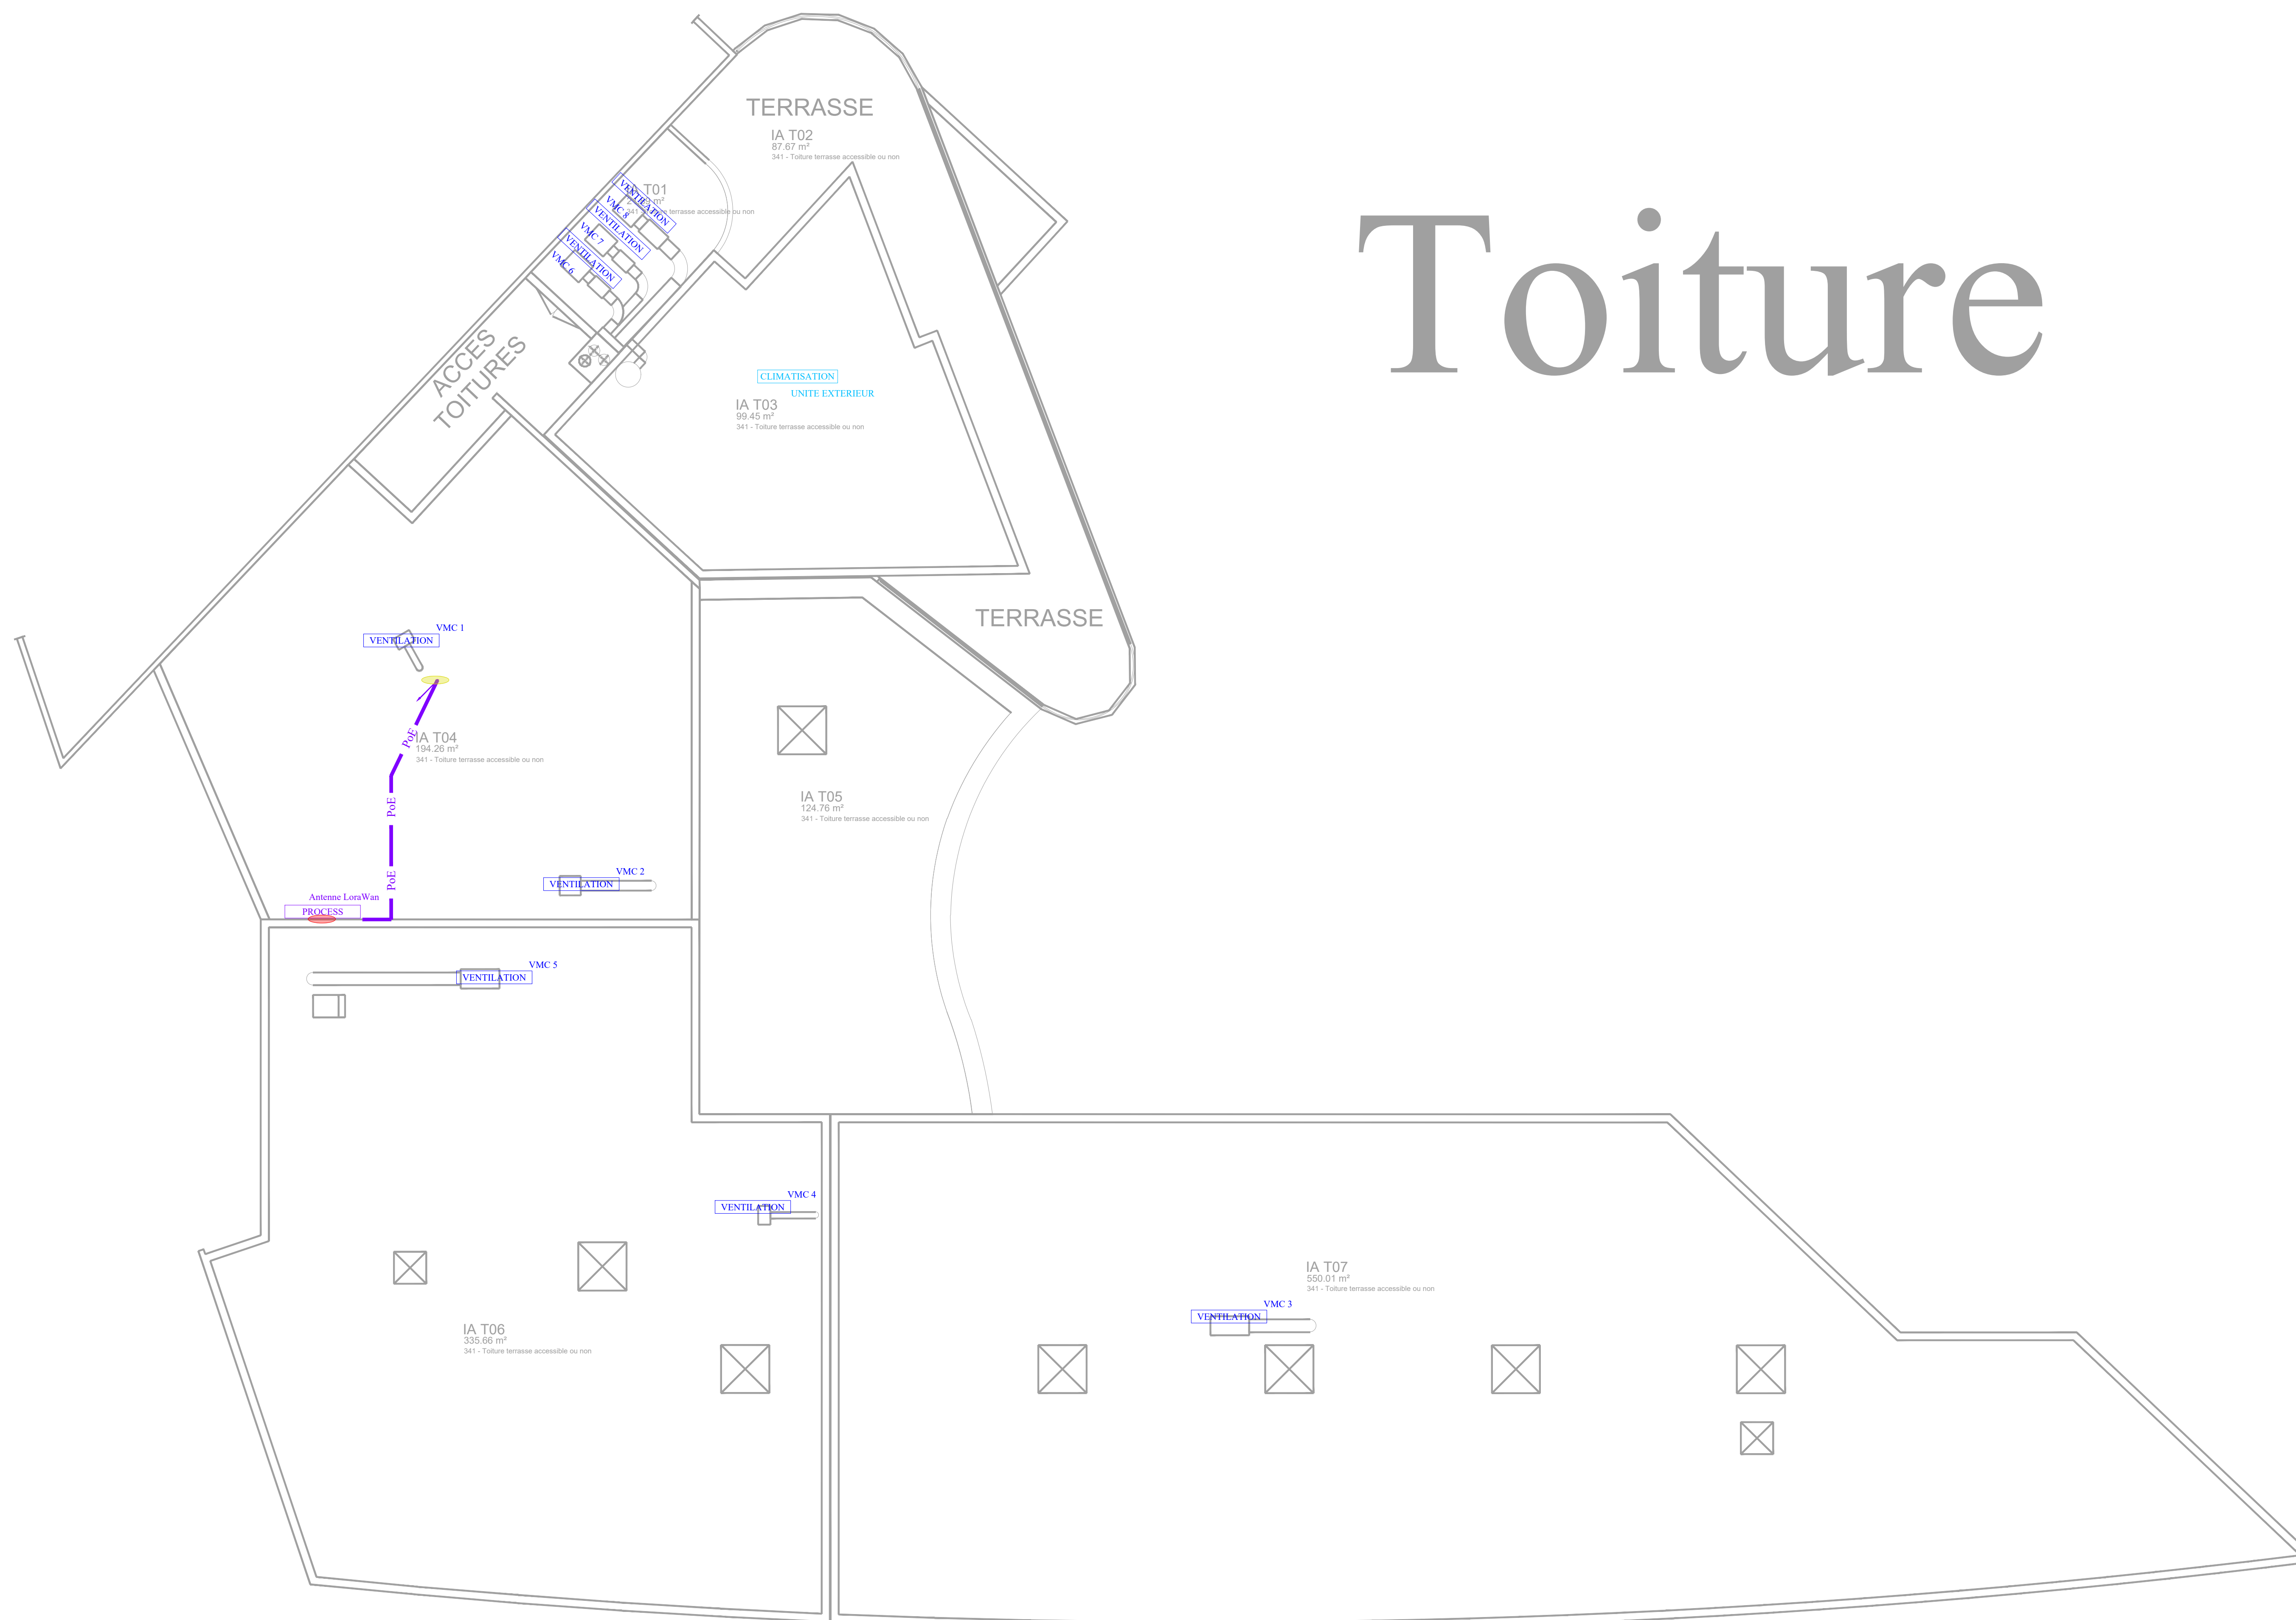 Toiture
TERRASSE
IA T02
87.67 m²
341 - Toiture terrasse accessible ou non
T01
m²
terrasse accessible ou non
VENTILATION
VMC 8
VENTILATION
VMC 7
VENTILATION
VMC 6
ACCES
TOITURES
CLIMATISATION
UNITE EXTERIEUR
IA T03
99.45 m²
341 - Toiture terrasse accessible ou non
TERRASSE
VMC 1
VENTILATION
PoE
IA T04
194.26 m²
341 - Toiture terrasse accessible ou non
PoE
PoE
IA T05
124.76 m²
341 - Toiture terrasse accessible ou non
VMC 2
VENTILATION
Antenne LoraWan
PROCESS
VMC 5
VENTILATION
VMC 4
VENTILATION
IA T07
550.01 m²
341 - Toiture terrasse accessible ou non
VMC 3
VENTILATION
IA T06
335.66 m²
341 - Toiture terrasse accessible ou non